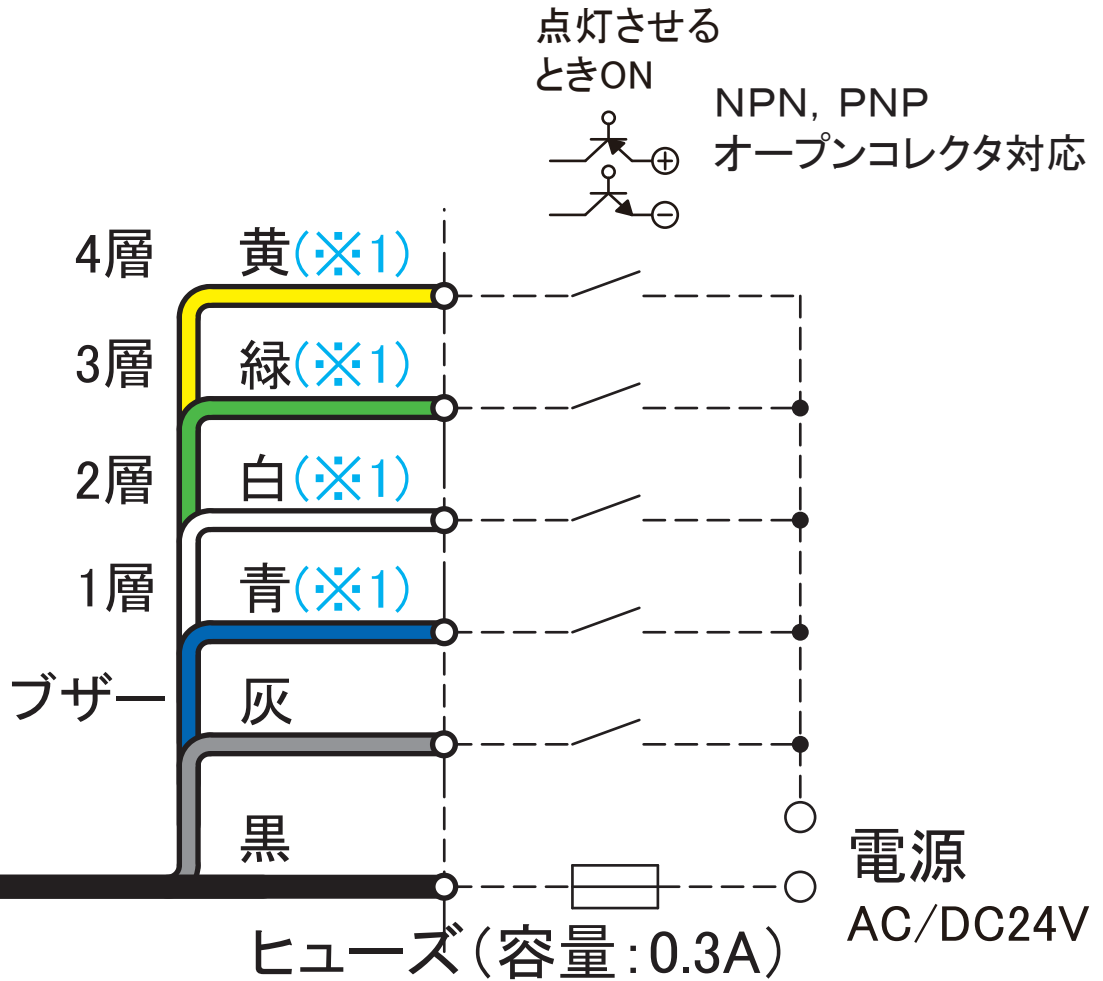 点灯させる
ときON
NPN, PNP
オープンコレクタ対応
4層 黄(※1)
3層 緑(※1)
2層 白(※1)
1層 青(※1)
ブザー 灰
黒
電源
AC/DC24V
ヒューズ(容量:0.3A)